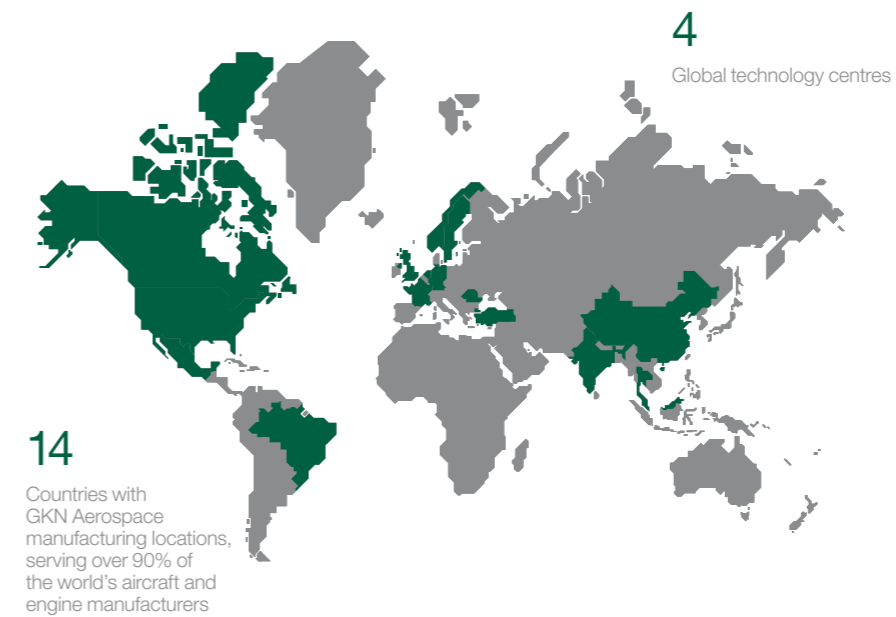 4
Global technology centres
14
Countries with
GKN Aerospace
manufacturing locations,
serving over 90% of
the world's aircraft and
engine manufacturers